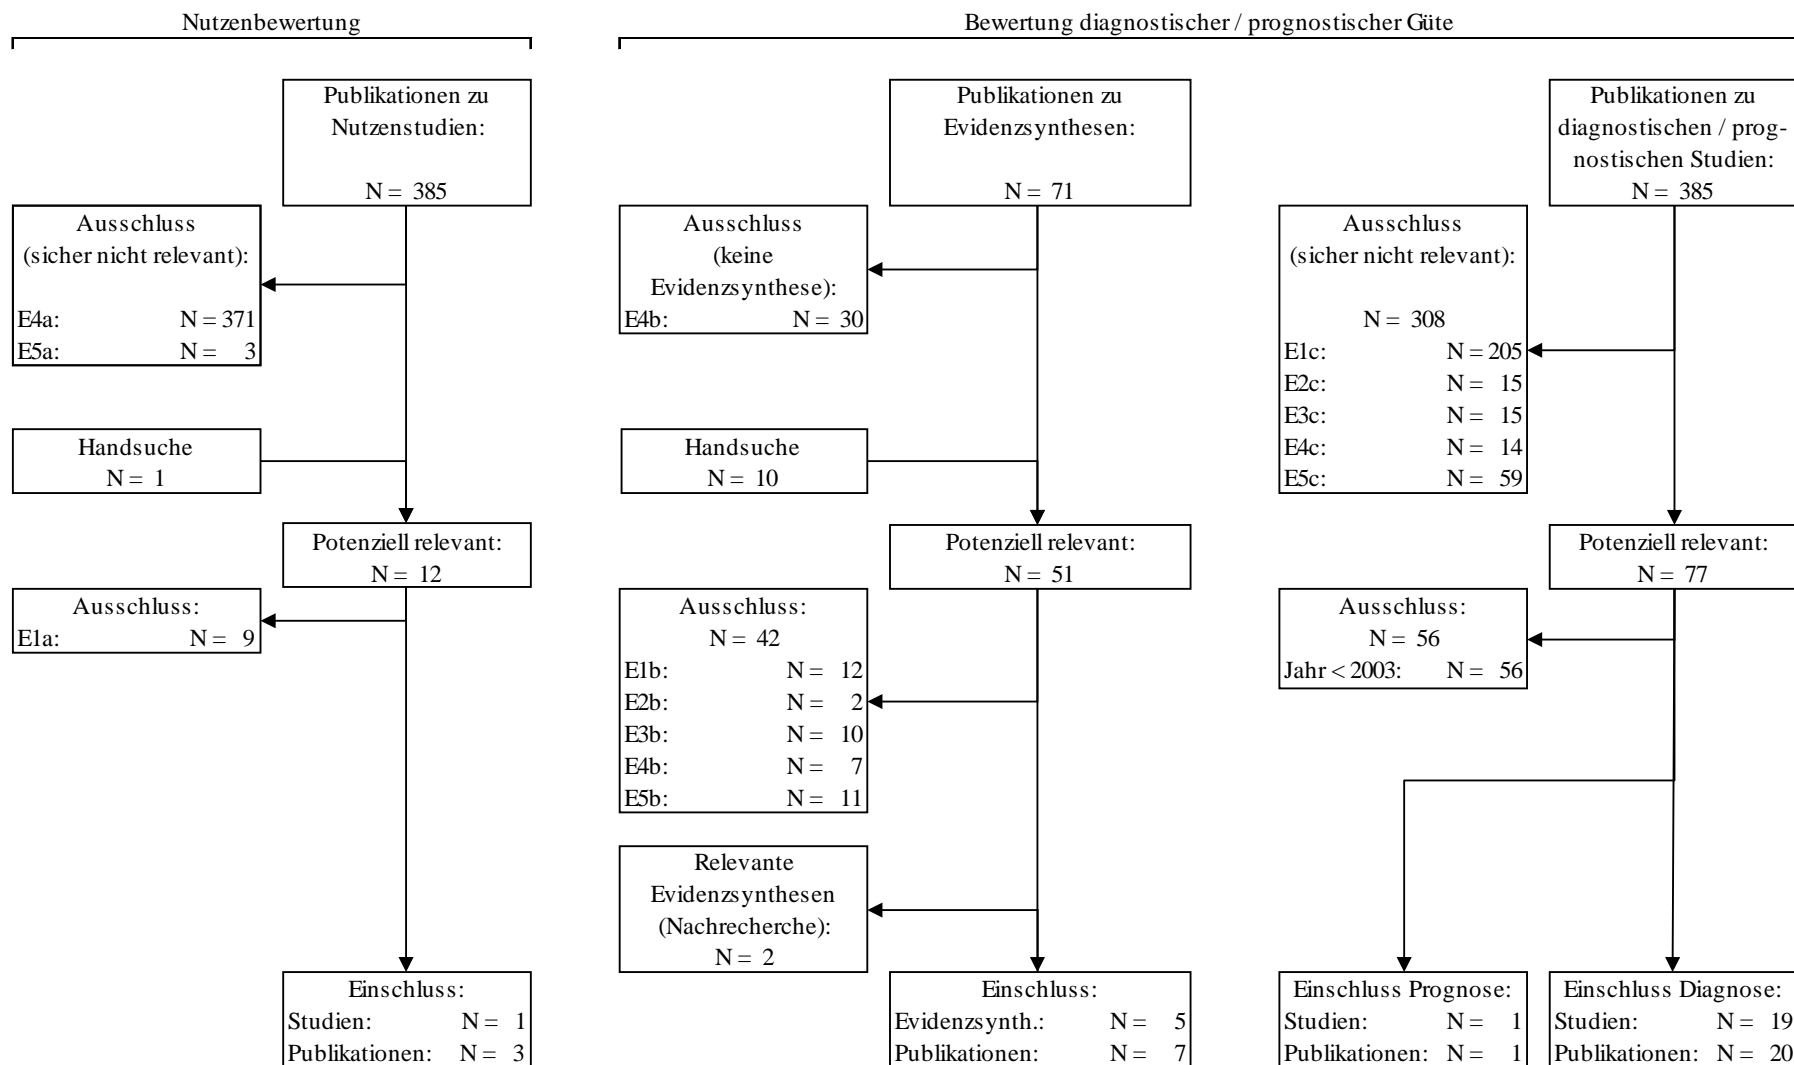 Nutzenbewertung
Publikationen zu
Nutzenstudien:
N = 385
Ausschluss
(sicher nicht relevant):
E4a: N = 371
E5a: N = 3
Handsuche
N = 1
Potenziell relevant:
N = 12
Ausschluss:
E1a: N = 9
Einschluss:
Studien: N = 1
Publikationen: N = 3
Bewertung diagnostischer / prognostischer Güte
Publikationen zu
Evidenzsynthesen:
N = 71
Ausschluss
(keine
Evidenzsynthese):
E4b: N = 30
Handsuche
N = 10
Potenziell relevant:
N = 51
Ausschluss:
N = 42
E1b: N = 12
E2b: N = 2
E3b: N = 10
E4b: N = 7
E5b: N = 11
Relevante
Evidenzsynthesen
(Nachrecherche):
N = 2
Einschluss:
Evidenzsynth.: N = 5
Publikationen: N = 7
Publikationen zu
diagnostischen / prog-
nostischen Studien:
N = 385
Ausschluss
(sicher nicht relevant):
N = 308
E1c: N = 205
E2c: N = 15
E3c: N = 15
E4c: N = 14
E5c: N = 59
Potenziell relevant:
N = 77
Ausschluss:
N = 56
Jahr < 2003: N = 56
Einschluss Prognose:
Studien: N = 1
Publikationen: N = 1
Einschluss Diagnose:
Studien: N = 19
Publikationen: N = 20